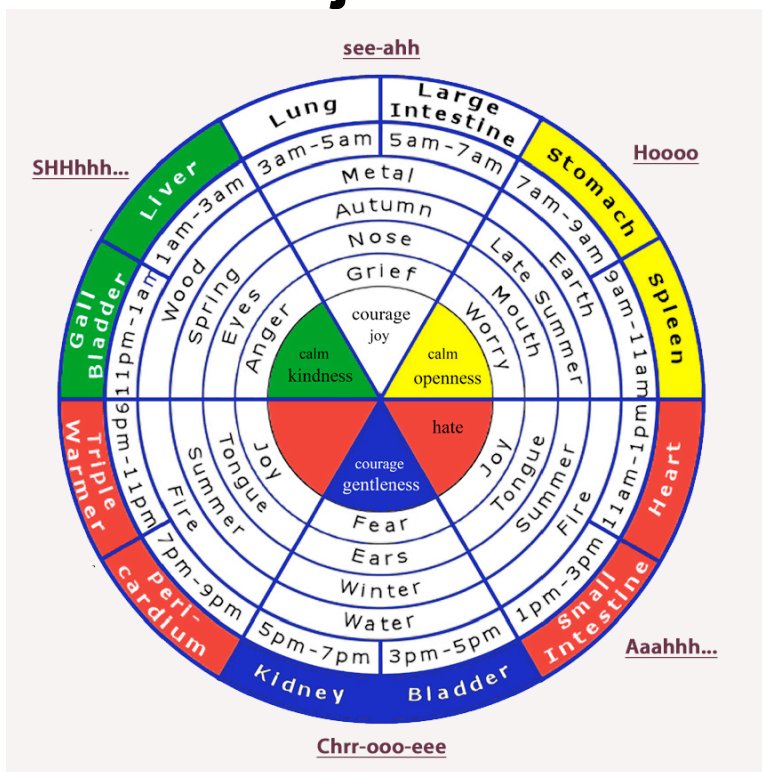 see-ahh
Hoooo
Aaahhh...
Chrr-ooo-eee
SHHhhh...
Lung
3am-5am
Large
Intestine
5am-7am
Metal
Autumn
Nose
Grief
courage
joy
Stomach
7am-9am
Spleen
9am-11am
Earth
Late Summer
Mouth
Worry
calm
openness
Heart
11am-1pm
Small
Intestine
1pm-3pm
Fire
Summer
Tongue
Joy
hate
Bladder
3pm-5pm
Kidney
5pm-7pm
Water
Winter
Ears
Fear
courage
gentleness
peri-
cardium
7pm-9pm
Triple
Warmer
9pm-11pm
Fire
Summer
Tongue
Joy
Gall
Bladder
11pm-1am
Liver
1am-3am
Wood
Spring
Eyes
Anger
calm
kindness